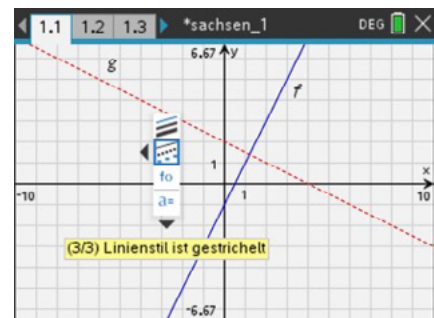 1.1 1.2 1.3 *sachsen_1 DEG
6.67 y
g
f
1
x
-10 1 10
fo
a=
(3/3) Linienstil ist gestrichelt
-6.67